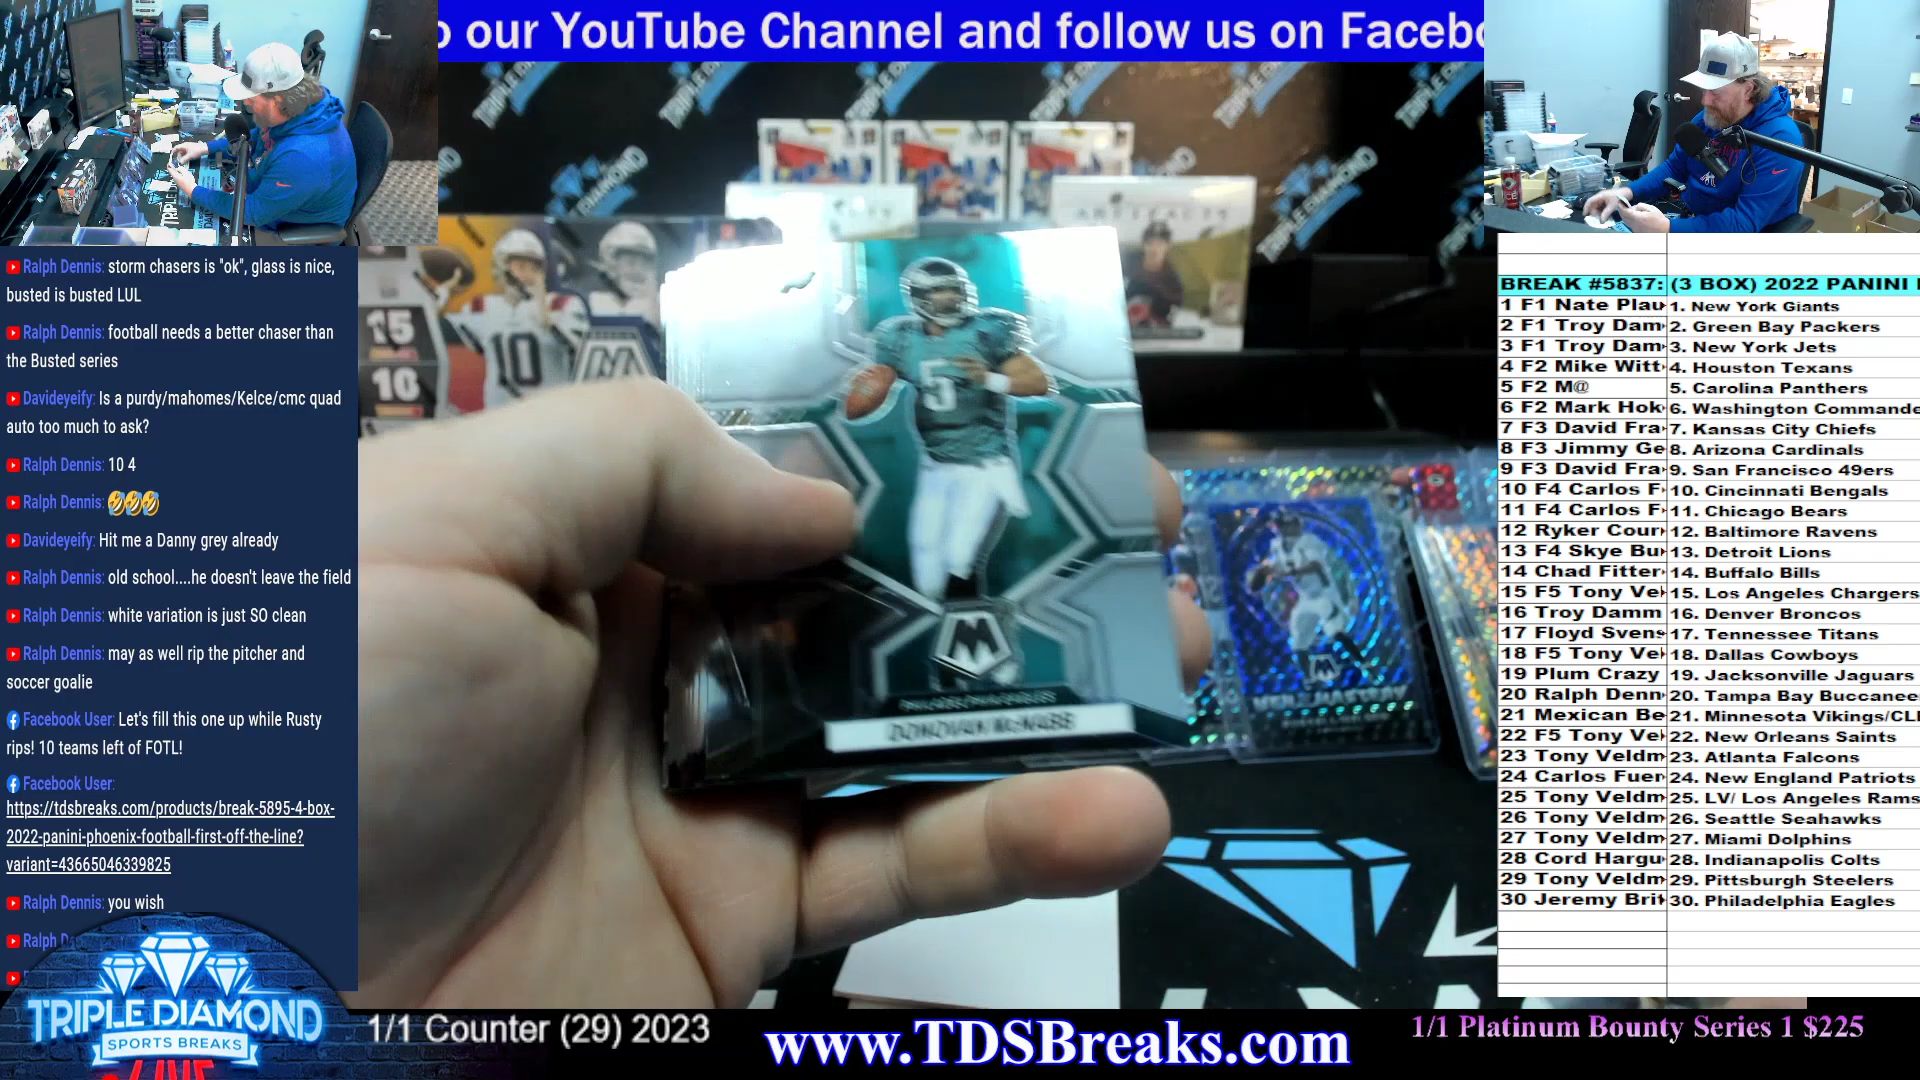 o our YouTube Channel and follow us on Facebo
Ralph Dennis: storm chasers is "ok", glass is nice,
busted is busted LUL
Ralph Dennis: football needs a better chaser than
the Busted series
Davideyeify: Is a purdy/mahomes/Kelce/cmc quad
auto too much to ask?
Ralph Dennis: 10 4
Ralph Dennis: 🤣🤣🤣
Davideyeify: Hit me a Danny grey already
Ralph Dennis: old school....he doesn't leave the field
Ralph Dennis: white variation is just SO clean
Ralph Dennis: may as well rip the pitcher and
soccer goalie
Facebook User: Let's fill this one up while Rusty
rips! 10 teams left of FOTL!
Facebook User:
https://tdsbreaks.com/products/break-5895-4-box-
2022-panini-phoenix-football-first-off-the-line?
variant=43665046339825
Ralph Dennis: you wish
Ralph D
TRIPLE DIAMOND
SPORTS BREAKS
LIVE
15
10
10
5
M
DONOVAN McNABB
BREAK #5837: (3 BOX) 2022 PANINI
1 F1 Nate Plau 1. New York Giants
2 F1 Troy Dam 2. Green Bay Packers
3 F1 Troy Dam 3. New York Jets
4 F2 Mike Witt 4. Houston Texans
5 F2 M@ 5. Carolina Panthers
6 F2 Mark Hok 6. Washington Commande
7 F3 David Fra 7. Kansas City Chiefs
8 F3 Jimmy Ge 8. Arizona Cardinals
9 F3 David Fra 9. San Francisco 49ers
10 F4 Carlos F 10. Cincinnati Bengals
11 F4 Carlos F 11. Chicago Bears
12 Ryker Cour 12. Baltimore Ravens
13 F4 Skye Bu 13. Detroit Lions
14 Chad Fitter 14. Buffalo Bills
15 F5 Tony Vel 15. Los Angeles Chargers
16 Troy Damm 16. Denver Broncos
17 Floyd Svens 17. Tennessee Titans
18 F5 Tony Vel 18. Dallas Cowboys
19 Plum Crazy 19. Jacksonville Jaguars
20 Ralph Denn 20. Tampa Bay Buccanee
21 Mexican Be 21. Minnesota Vikings/CL
22 F5 Tony Vel 22. New Orleans Saints
23 Tony Veldm 23. Atlanta Falcons
24 Carlos Fuer 24. New England Patriots
25 Tony Veldm 25. LV/ Los Angeles Rams
26 Tony Veldm 26. Seattle Seahawks
27 Tony Veldm 27. Miami Dolphins
28 Cord Hargu 28. Indianapolis Colts
29 Tony Veldm 29. Pittsburgh Steelers
30 Jeremy Bri 30. Philadelphia Eagles
1/1 Counter (29) 2023
www.TDSBreaks.com
1/1 Platinum Bounty Series 1 $225